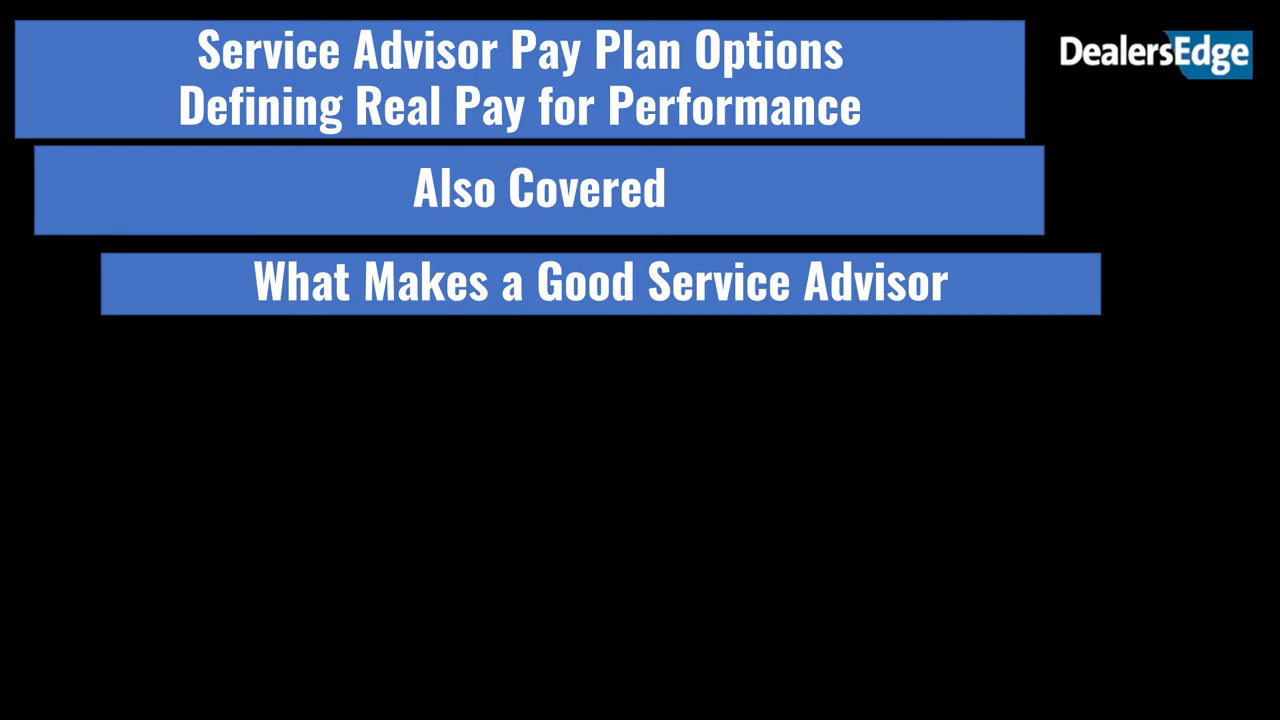 Service Advisor Pay Plan Options
Defining Real Pay for Performance
DealersEdge
Also Covered
What Makes a Good Service Advisor